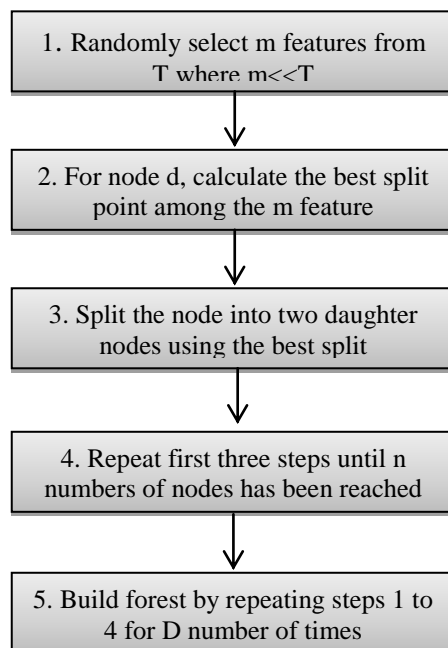 1. Randomly select m features from
T where m<<T
2. For node d, calculate the best split
point among the m feature
3. Split the node into two daughter
nodes using the best split
4. Repeat first three steps until n
numbers of nodes has been reached
5. Build forest by repeating steps 1 to
4 for D number of times